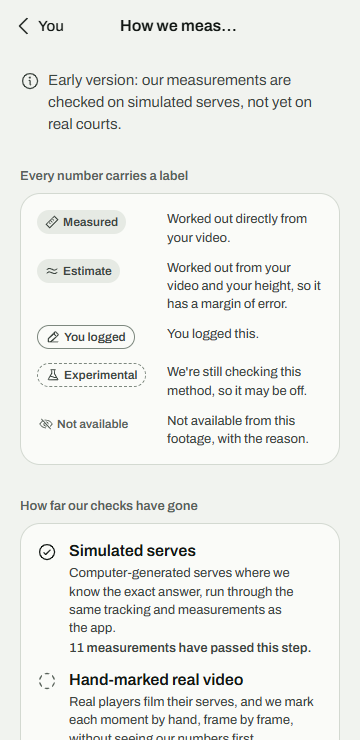 You
How we meas...
Early version: our measurements are
checked on simulated serves, not yet on
real courts.
Every number carries a label
Measured
Worked out directly from
your video.
Estimate
Worked out from your
video and your height, so it
has a margin of error.
You logged
You logged this.
Experimental
We're still checking this
method, so it may be off.
Not available
Not available from this
footage, with the reason.
How far our checks have gone
Simulated serves
Computer-generated serves where we
know the exact answer, run through the
same tracking and measurements as
the app.
11 measurements have passed this step.
Hand-marked real video
Real players film their serves, and we mark
each moment by hand, frame by frame,
without seeing our numbers first.